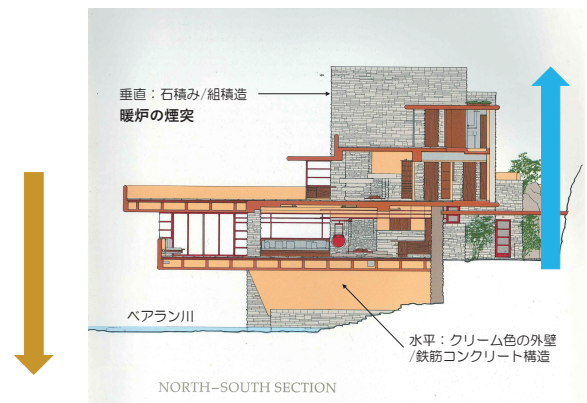 垂直：石積み/組積造
暖炉の煙突
ベアラン川
水平：クリーム色の外壁
/鉄筋コンクリート構造
NORTH–SOUTH SECTION